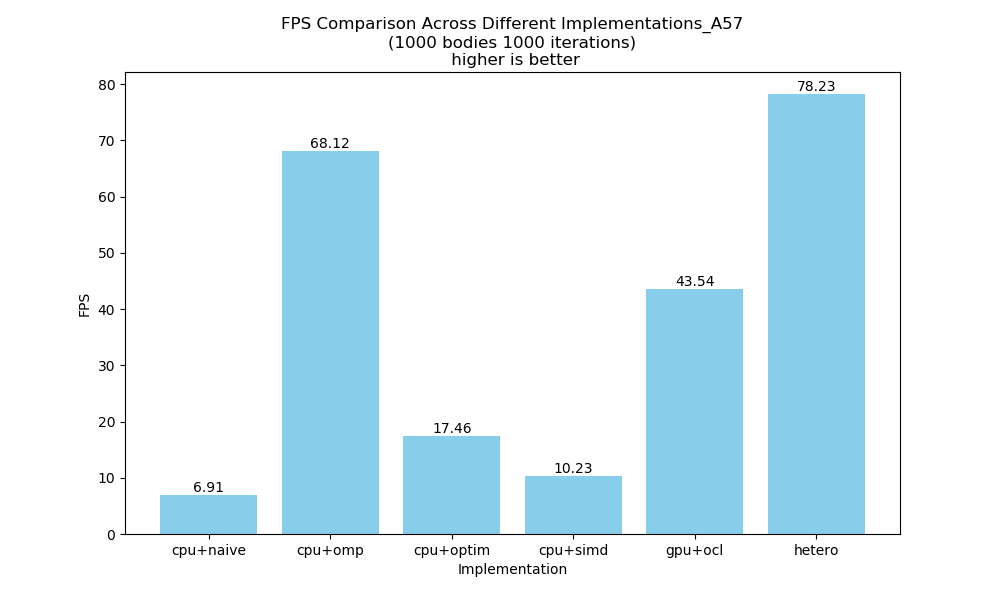 FPS Comparison Across Different Implementations_A57
(1000 bodies 1000 iterations)
higher is better
FPS
80
70
60
50
40
30
20
10
0
6.91
68.12
17.46
10.23
43.54
78.23
cpu+naive
cpu+omp
cpu+optim
cpu+simd
gpu+ocl
hetero
Implementation